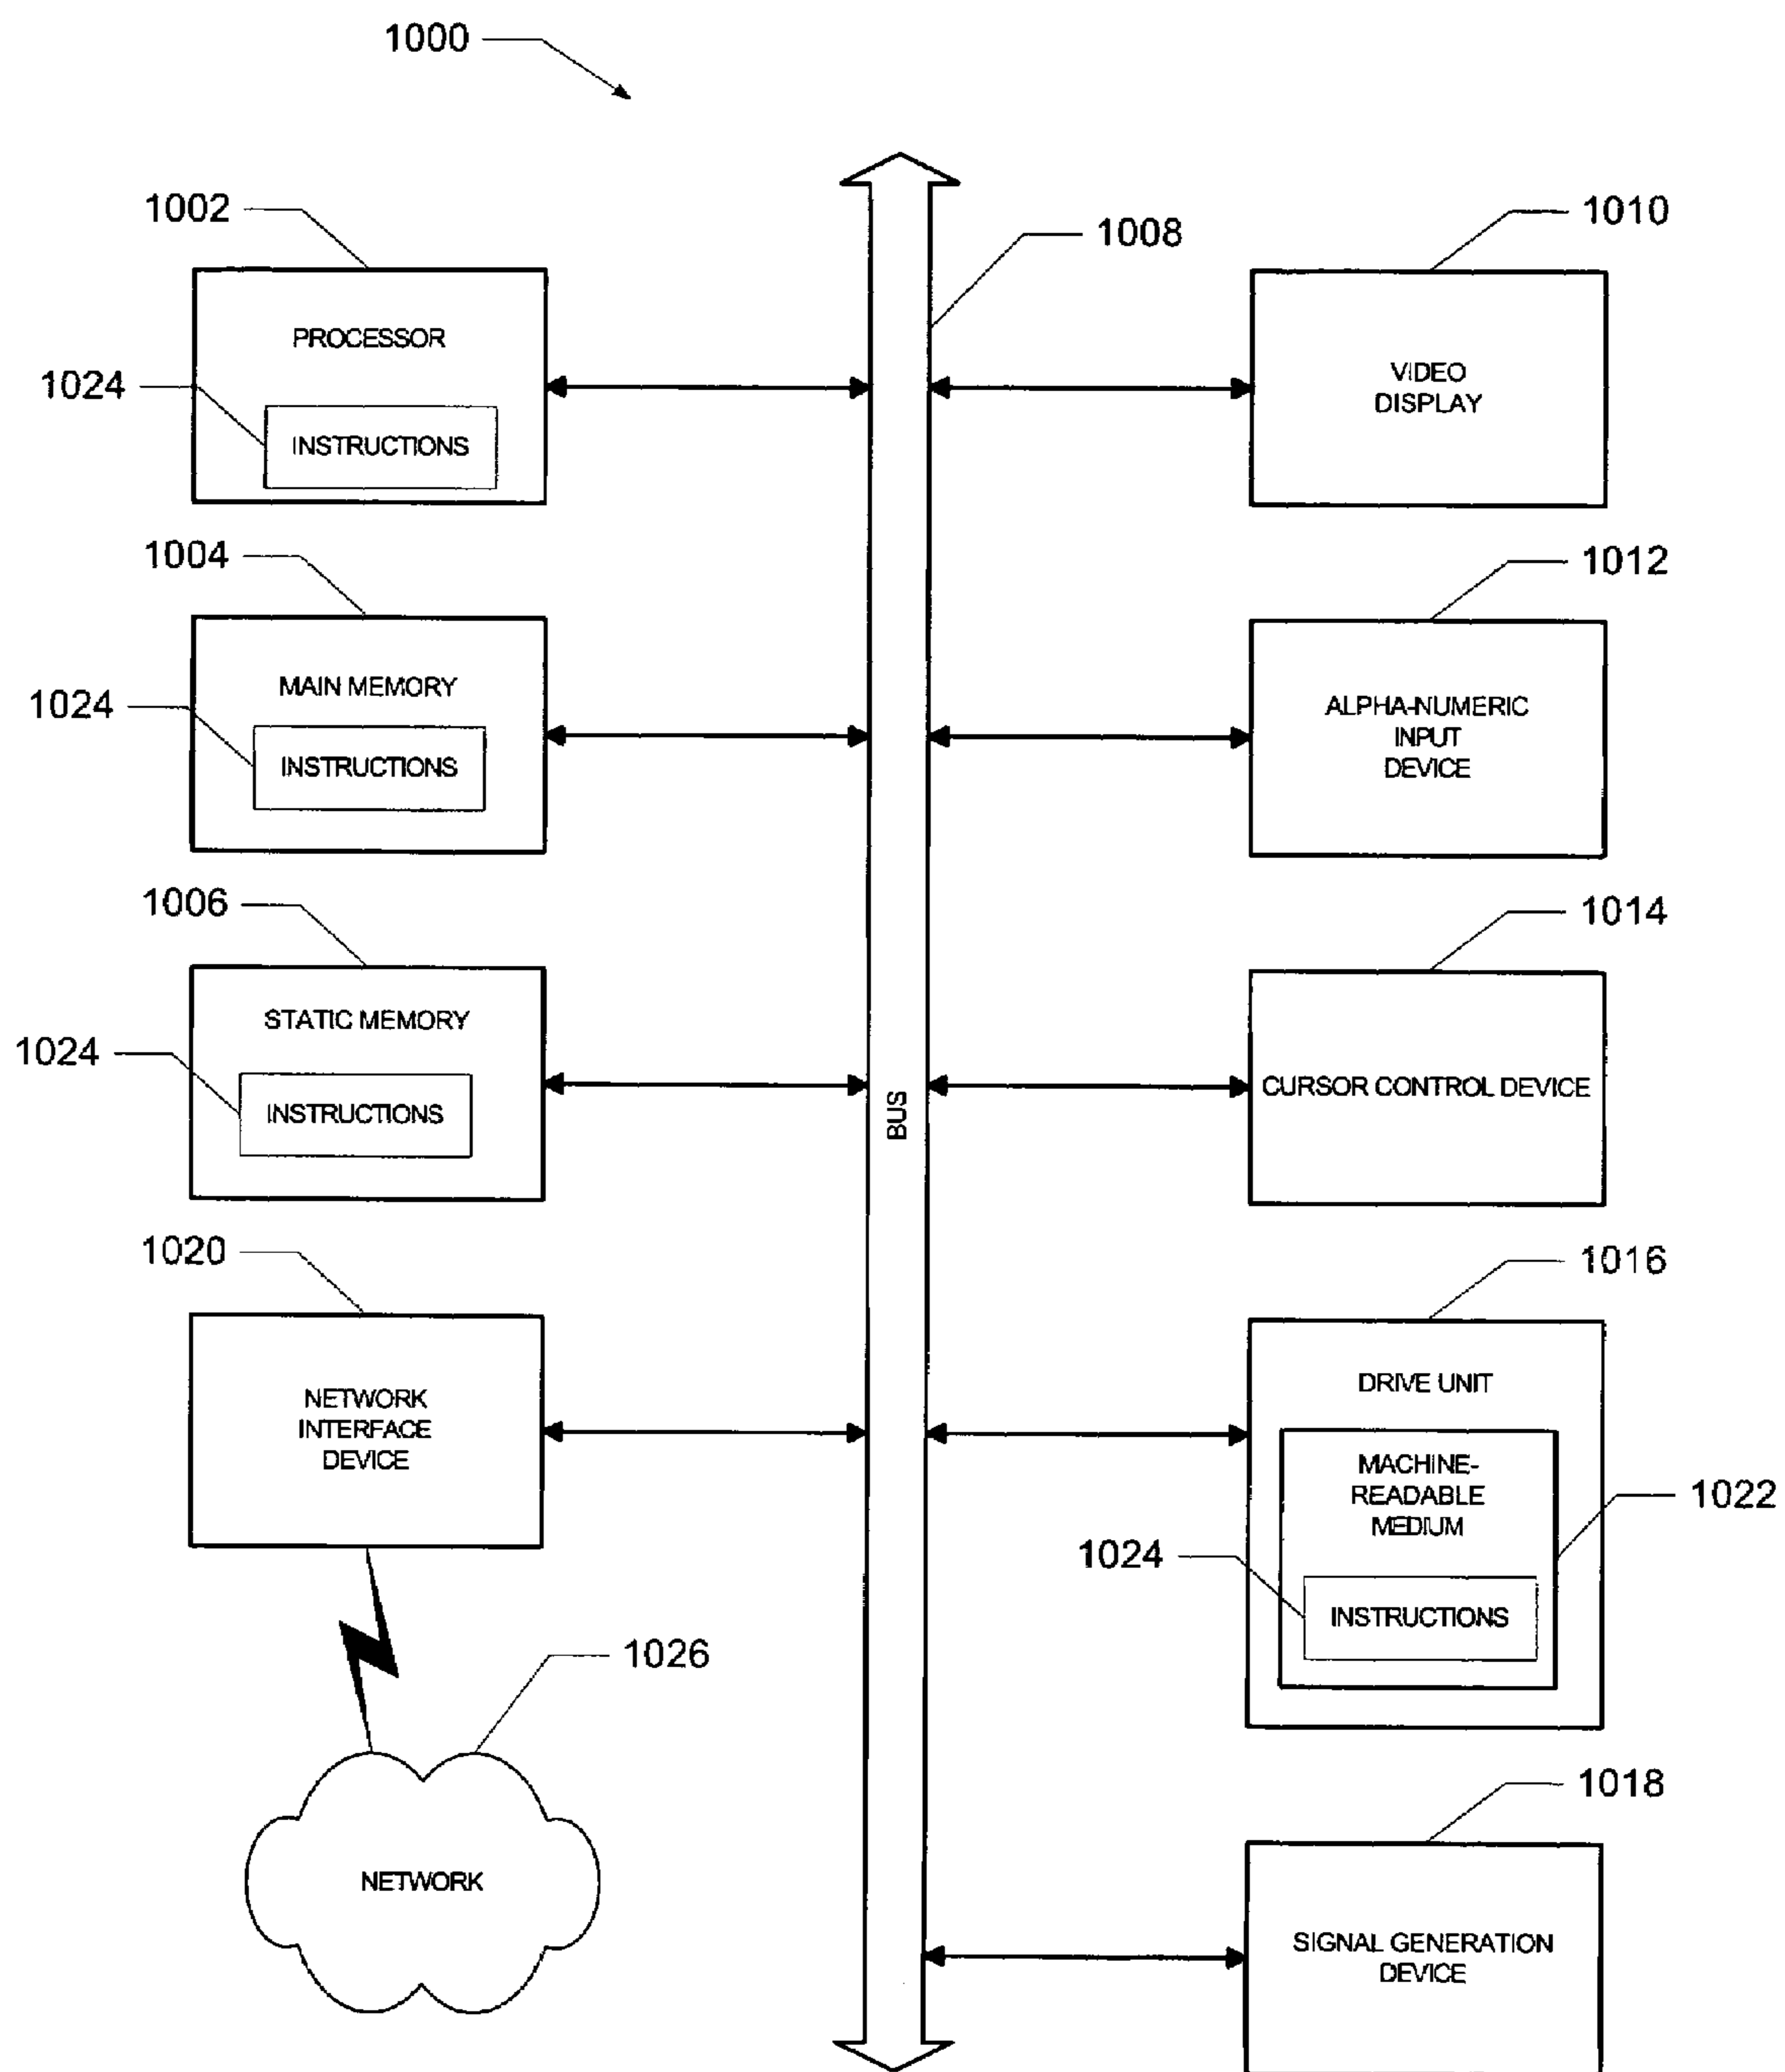 1000
1002
PROCESSOR
1024
INSTRUCTIONS
1004
MAIN MEMORY
1024
INSTRUCTIONS
1006
STATIC MEMORY
1024
INSTRUCTIONS
1020
NETWORK
INTERFACE
DEVICE
1026
NETWORK
1008
BUS
1010
VIDEO
DISPLAY
1012
ALPHA-NUMERIC
INPUT
DEVICE
1014
CURSOR CONTROL DEVICE
1016
DRIVE UNIT
MACHINE-
READABLE
MEDIUM
1022
1024
INSTRUCTIONS
1018
SIGNAL GENERATION
DEVICE